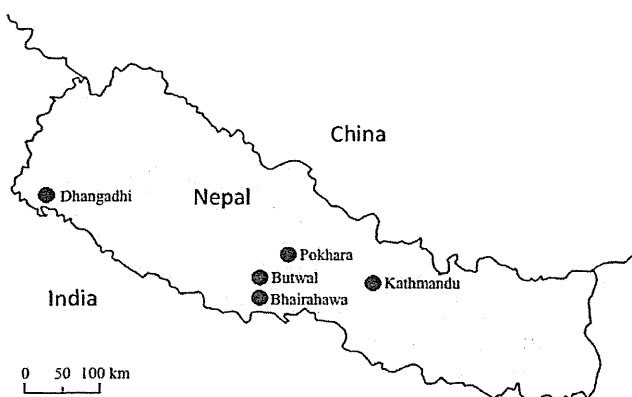 China
Dhangadhi
Nepal
Pokhara
Butwal
Kathmandu
India
Bhairahawa
0 50 100 km